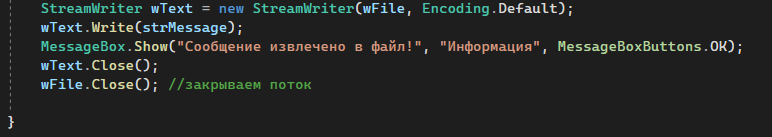 StreamWriter wText = new StreamWriter(wFile, Encoding.Default);
wText.Write(strMessage);
MessageBox.Show("Сообщение извлечено в файл!", "Информация", MessageBoxButtons.OK);
wText.Close();
wFile.Close(); //закрываем поток
}